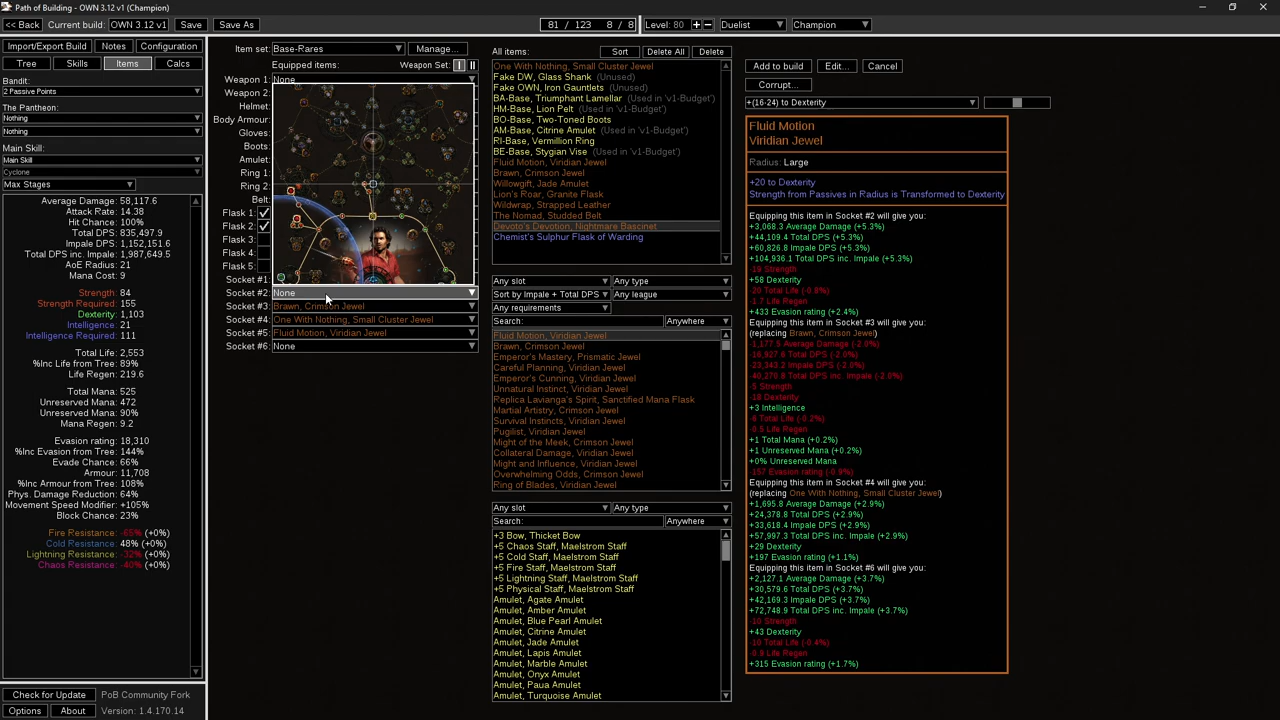 Path of Building - OWN 3.12 v1 (Champion)
<< Back Current build: OWN 3.12 v1 Save Save As 81 / 123 8 / 8 Level: 80 + − Duelist Champion
Import/Export Build Notes Configuration
Tree Skills Items Calcs
Bandit:
2 Passive Points
The Pantheon:
Nothing
Nothing
Main Skill:
Main Skill
Cyclone
Max Stages
Average Damage: 58,117.6
Attack Rate: 14.38
Hit Chance: 100%
Total DPS: 835,497.9
Impale DPS: 1,152,151.6
Total DPS inc. Impale: 1,987,649.5
AoE Radius: 21
Mana Cost: 9
Strength: 84
Strength Required: 155
Dexterity: 1,103
Intelligence: 21
Intelligence Required: 111
Total Life: 2,553
%Inc Life from Tree: 89%
Life Regen: 219.6
Total Mana: 525
Unreserved Mana: 472
Unreserved Mana: 90%
Mana Regen: 9.2
Evasion rating: 18,310
%Inc Evasion from Tree: 144%
Evade Chance: 66%
Armour: 11,708
%Inc Armour from Tree: 108%
Phys. Damage Reduction: 64%
Movement Speed Modifier: +105%
Block Chance: 23%
Fire Resistance: -65% (+0%)
Cold Resistance: 48% (+0%)
Lightning Resistance: -32% (+0%)
Chaos Resistance: -40% (+0%)
Check for Update PoB Community Fork
Options About Version: 1.4.170.14
Item set: Base-Rares Manage...
Equipped items: Weapon Set: I II
Weapon 1: None
Weapon 2:
Helmet:
Body Armour:
Gloves:
Boots:
Amulet:
Ring 1:
Ring 2:
Belt:
Flask 1:
Flask 2:
Flask 3:
Flask 4:
Flask 5:
Socket #1:
Socket #2: None
Socket #3: Brawn, Crimson Jewel
Socket #4: One With Nothing, Small Cluster Jewel
Socket #5: Fluid Motion, Viridian Jewel
Socket #6: None
All items: Sort Delete All Delete
One With Nothing, Small Cluster Jewel
Fake DW, Glass Shank (Unused)
Fake OWN, Iron Gauntlets (Unused)
BA-Base, Triumphant Lamellar (Used in 'v1-Budget')
HM-Base, Lion Pelt (Used in 'v1-Budget')
BO-Base, Two-Toned Boots
AM-Base, Citrine Amulet (Used in 'v1-Budget')
RI-Base, Vermillion Ring
BE-Base, Stygian Vise (Used in 'v1-Budget')
Fluid Motion, Viridian Jewel
Brawn, Crimson Jewel
Willowgift, Jade Amulet
Lion's Roar, Granite Flask
Wildwrap, Strapped Leather
The Nomad, Studded Belt
Devoto's Devotion, Nightmare Bascinet
Chemist's Sulphur Flask of Warding
Any slot Any type
Sort by Impale + Total DPS Any league
Any requirements
Search: Anywhere
Fluid Motion, Viridian Jewel
Brawn, Crimson Jewel
Emperor's Mastery, Prismatic Jewel
Careful Planning, Viridian Jewel
Emperor's Cunning, Viridian Jewel
Unnatural Instinct, Viridian Jewel
Replica Lavianga's Spirit, Sanctified Mana Flask
Martial Artistry, Crimson Jewel
Survival Instincts, Viridian Jewel
Pugilist, Viridian Jewel
Might of the Meek, Crimson Jewel
Collateral Damage, Viridian Jewel
Might and Influence, Viridian Jewel
Overwhelming Odds, Crimson Jewel
Ring of Blades, Viridian Jewel
Any slot Any type
Search: Anywhere
+3 Bow, Thicket Bow
+5 Chaos Staff, Maelstrom Staff
+5 Cold Staff, Maelstrom Staff
+5 Fire Staff, Maelstrom Staff
+5 Lightning Staff, Maelstrom Staff
+5 Physical Staff, Maelstrom Staff
Amulet, Agate Amulet
Amulet, Amber Amulet
Amulet, Blue Pearl Amulet
Amulet, Citrine Amulet
Amulet, Coral Amulet
Amulet, Jade Amulet
Amulet, Lapis Amulet
Amulet, Marble Amulet
Amulet, Onyx Amulet
Amulet, Paua Amulet
Amulet, Turquoise Amulet
Add to build Edit... Cancel
Corrupt...
+(16-24) to Dexterity
Fluid Motion
Viridian Jewel
Radius: Large
+20 to Dexterity
Strength from Passives in Radius is Transformed to Dexterity
Equipping this item in Socket #2 will give you:
+3,068.3 Average Damage (+5.3%)
+44,109.4 Total DPS (+5.3%)
+60,826.8 Impale DPS (+5.3%)
+104,936.1 Total DPS inc. Impale (+5.3%)
+58 Dexterity
-20 Total Life (-0.8%)
-1.7 Life Regen
+433 Evasion rating (+2.4%)
Equipping this item in Socket #3 will give you:
(replacing Brawn, Crimson Jewel)
-1,177.5 Average Damage (-2.0%)
-23,343.2 Impale DPS (-2.0%)
-5 Strength
-18 Dexterity
+3 Intelligence
-6 Total Life (-0.2%)
-0.5 Life Regen
+1 Total Mana (+0.2%)
+1 Unreserved Mana (+0.2%)
+0% Unreserved Mana
-157 Evasion rating (-0.9%)
Equipping this item in Socket #4 will give you:
(replacing One With Nothing, Small Cluster Jewel)
+1,695.8 Average Damage (+2.9%)
+24,378.8 Total DPS (+2.9%)
+33,618.4 Impale DPS (+2.9%)
+57,997.3 Total DPS inc. Impale (+2.9%)
+29 Dexterity
+197 Evasion rating (+1.1%)
Equipping this item in Socket #6 will give you:
+2,127.1 Average Damage (+3.7%)
+30,579.6 Total DPS (+3.7%)
+42,169.3 Impale DPS (+3.7%)
+72,748.9 Total DPS inc. Impale (+3.7%)
-10 Strength
+43 Dexterity
-10 Total Life (-0.4%)
-0.9 Life Regen
+315 Evasion rating (+1.7%)